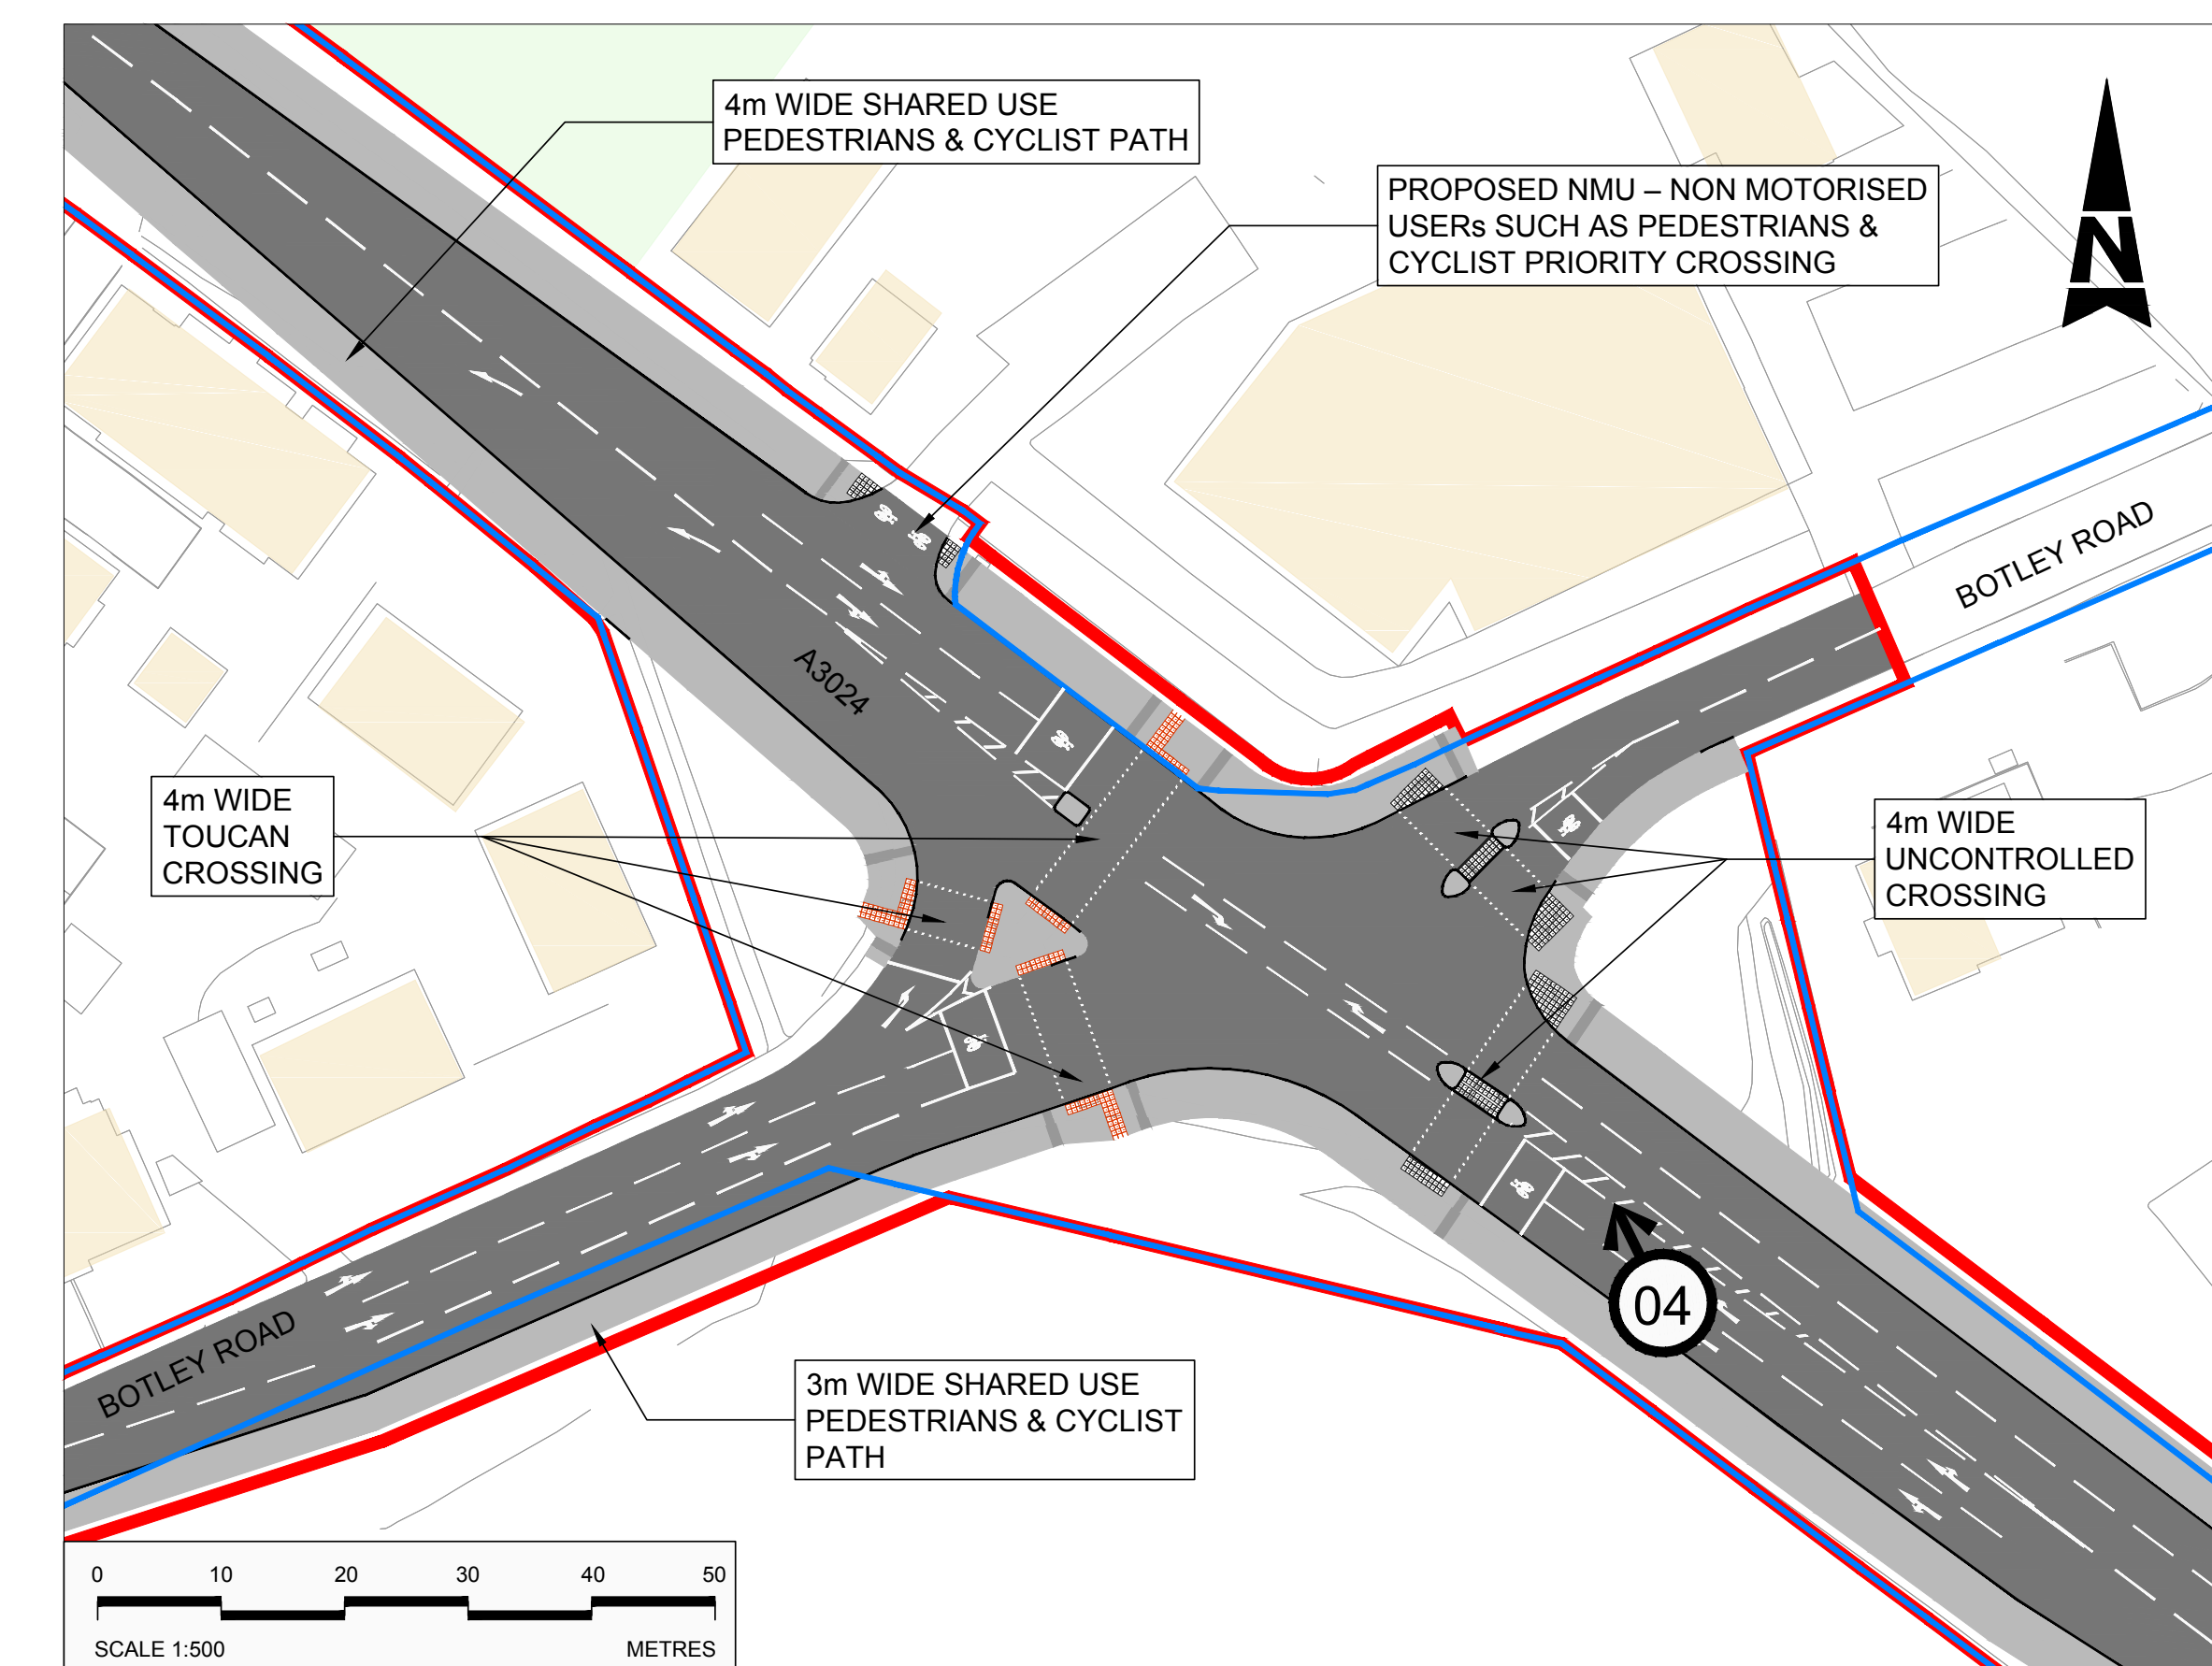 4m WIDE SHARED USE
PEDESTRIANS & CYCLIST PATH
PROPOSED NMU – NON MOTORISED
USERs SUCH AS PEDESTRIANS &
CYCLIST PRIORITY CROSSING
N
BOTLEY ROAD
A3024
4m WIDE
TOUCAN
CROSSING
4m WIDE
UNCONTROLLED
CROSSING
04
BOTLEY ROAD
3m WIDE SHARED USE
PEDESTRIANS & CYCLIST
PATH
0 10 20 30 40 50
SCALE 1:500 METRES